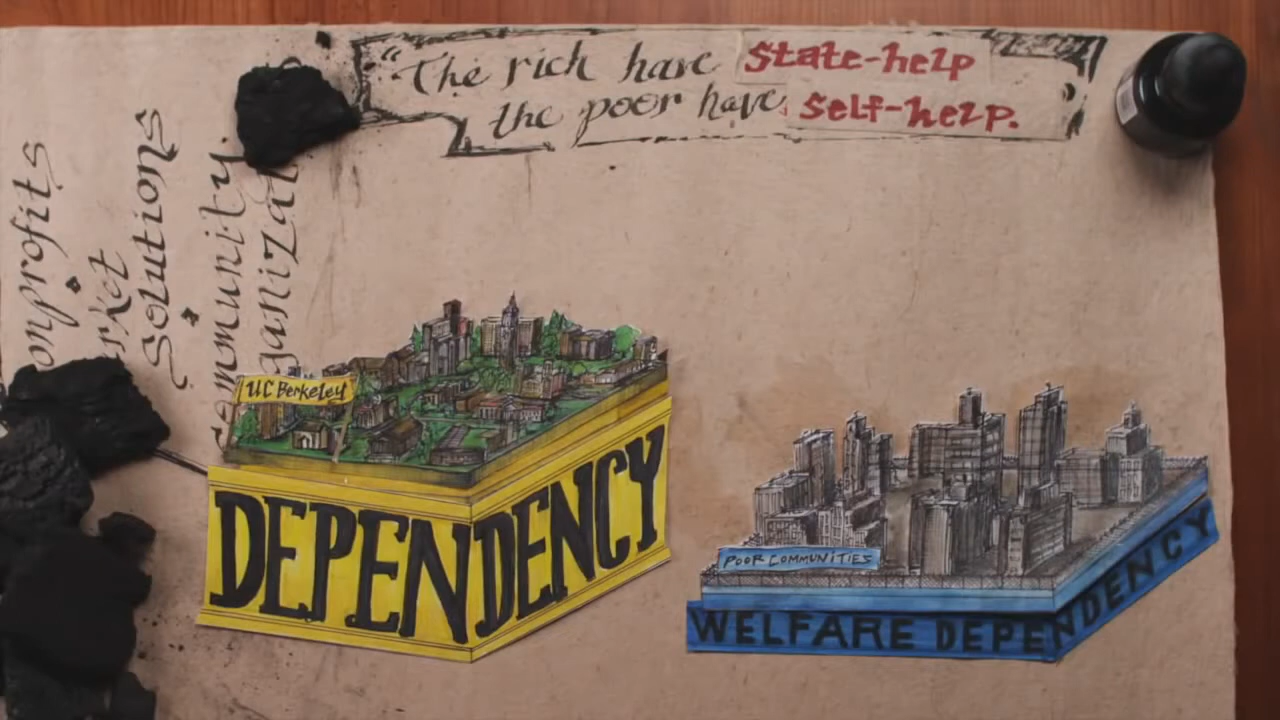 "The rich have State-help
the poor have Self-help.
Solutions
UC Berkeley
DEPENDENCY
POOR COMMUNITIES
WELFARE DEPENDENCY